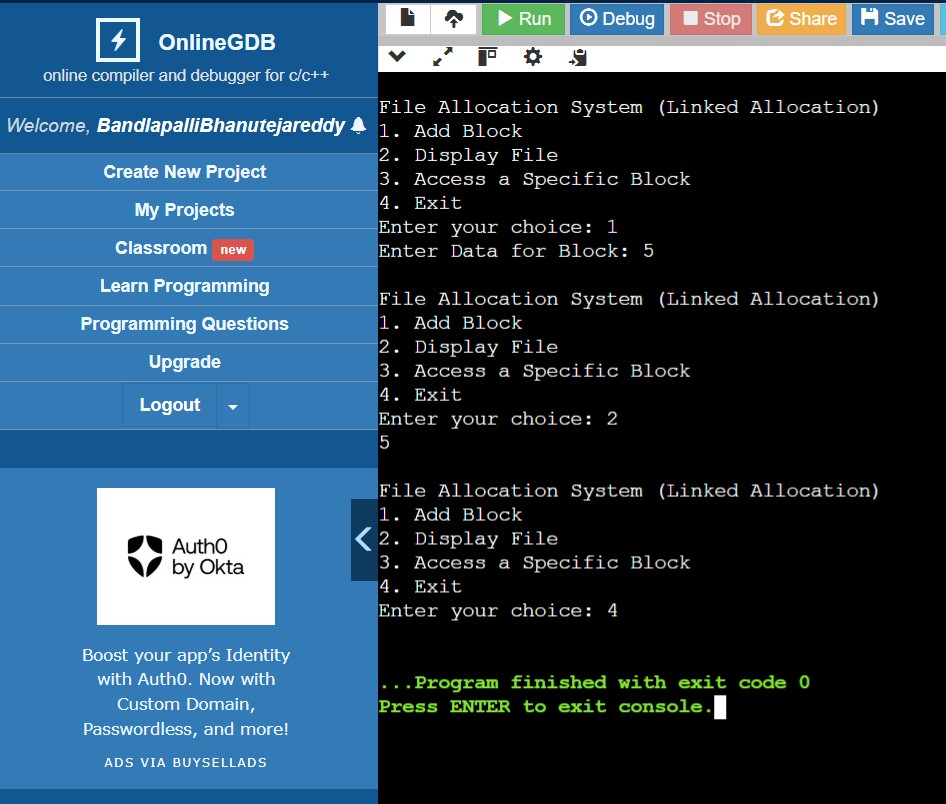 OnlineGDB
online compiler and debugger for c/c++
Welcome, BandlapalliBhanutejareddy
Create New Project
My Projects
Classroom new
Learn Programming
Programming Questions
Upgrade
Logout
Auth0
by Okta
Boost your app's Identity
with Auth0. Now with
Custom Domain,
Passwordless, and more!
ADS VIA BUYSELLADS
Run Debug Stop Share Save
File Allocation System (Linked Allocation)
1. Add Block
2. Display File
3. Access a Specific Block
4. Exit
Enter your choice: 1
Enter Data for Block: 5
File Allocation System (Linked Allocation)
1. Add Block
2. Display File
3. Access a Specific Block
4. Exit
Enter your choice: 2
5
File Allocation System (Linked Allocation)
1. Add Block
2. Display File
3. Access a Specific Block
4. Exit
Enter your choice: 4
...Program finished with exit code 0
Press ENTER to exit console.